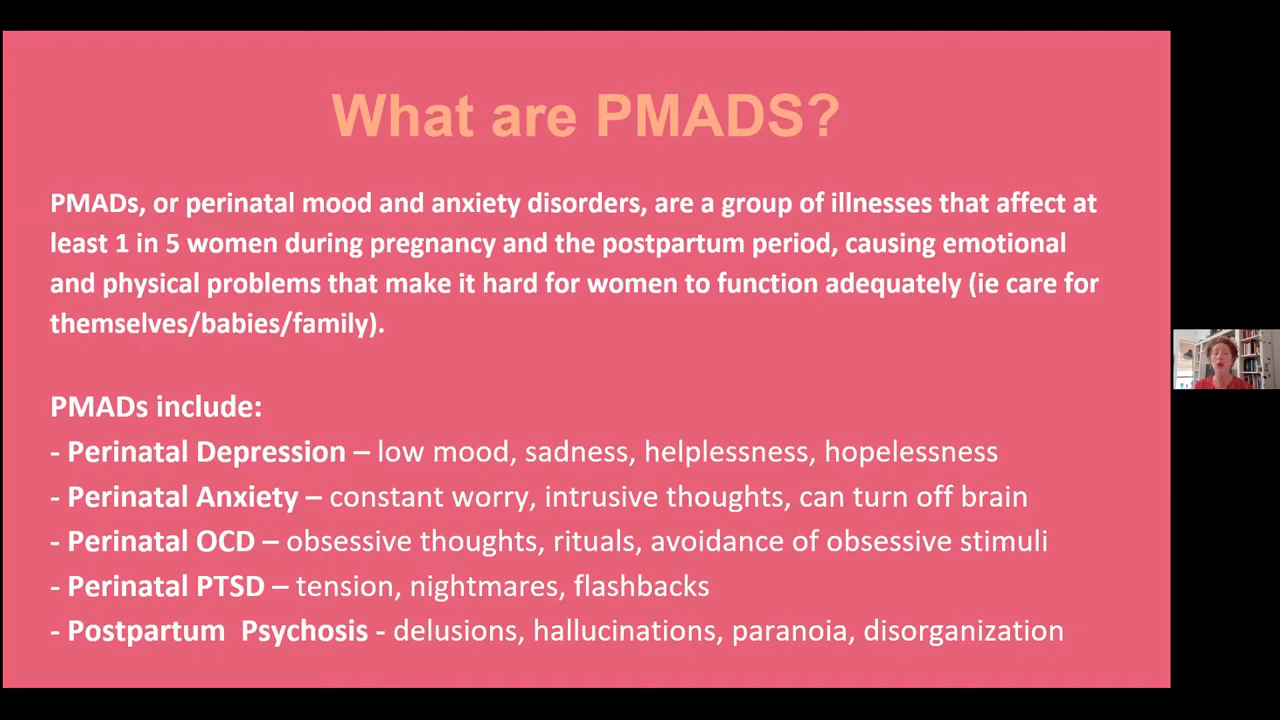 What are PMADS?
PMADs, or perinatal mood and anxiety disorders, are a group of illnesses that affect at
least 1 in 5 women during pregnancy and the postpartum period, causing emotional
and physical problems that make it hard for women to function adequately (ie care for
themselves/babies/family).
PMADs include:
- Perinatal Depression – low mood, sadness, helplessness, hopelessness
- Perinatal Anxiety – constant worry, intrusive thoughts, can turn off brain
- Perinatal OCD – obsessive thoughts, rituals, avoidance of obsessive stimuli
- Perinatal PTSD – tension, nightmares, flashbacks
- Postpartum  Psychosis - delusions, hallucinations, paranoia, disorganization